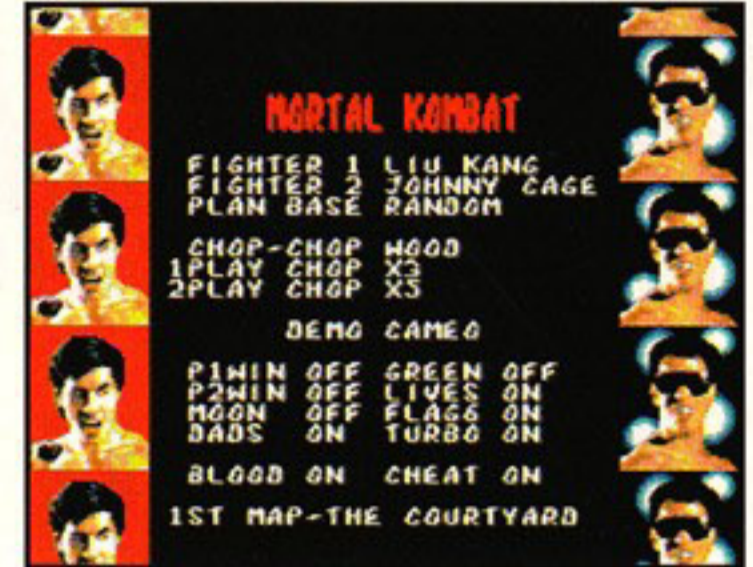 MORTAL KOMBAT
FIGHTER 1 LIU KANG
FIGHTER 2 JOHNNY CAGE
PLAN BASE RANDOM
CHOP-CHOP WOOD
1PLAY CHOP X3
2PLAY CHOP X5
DEMO CAMEO
P1WIN OFF GREEN OFF
P2WIN OFF LIVES ON
MOON OFF FLAGG ON
DADS ON TURBO ON
BLOOD ON CHEAT ON
1ST MAP-THE COURTYARD